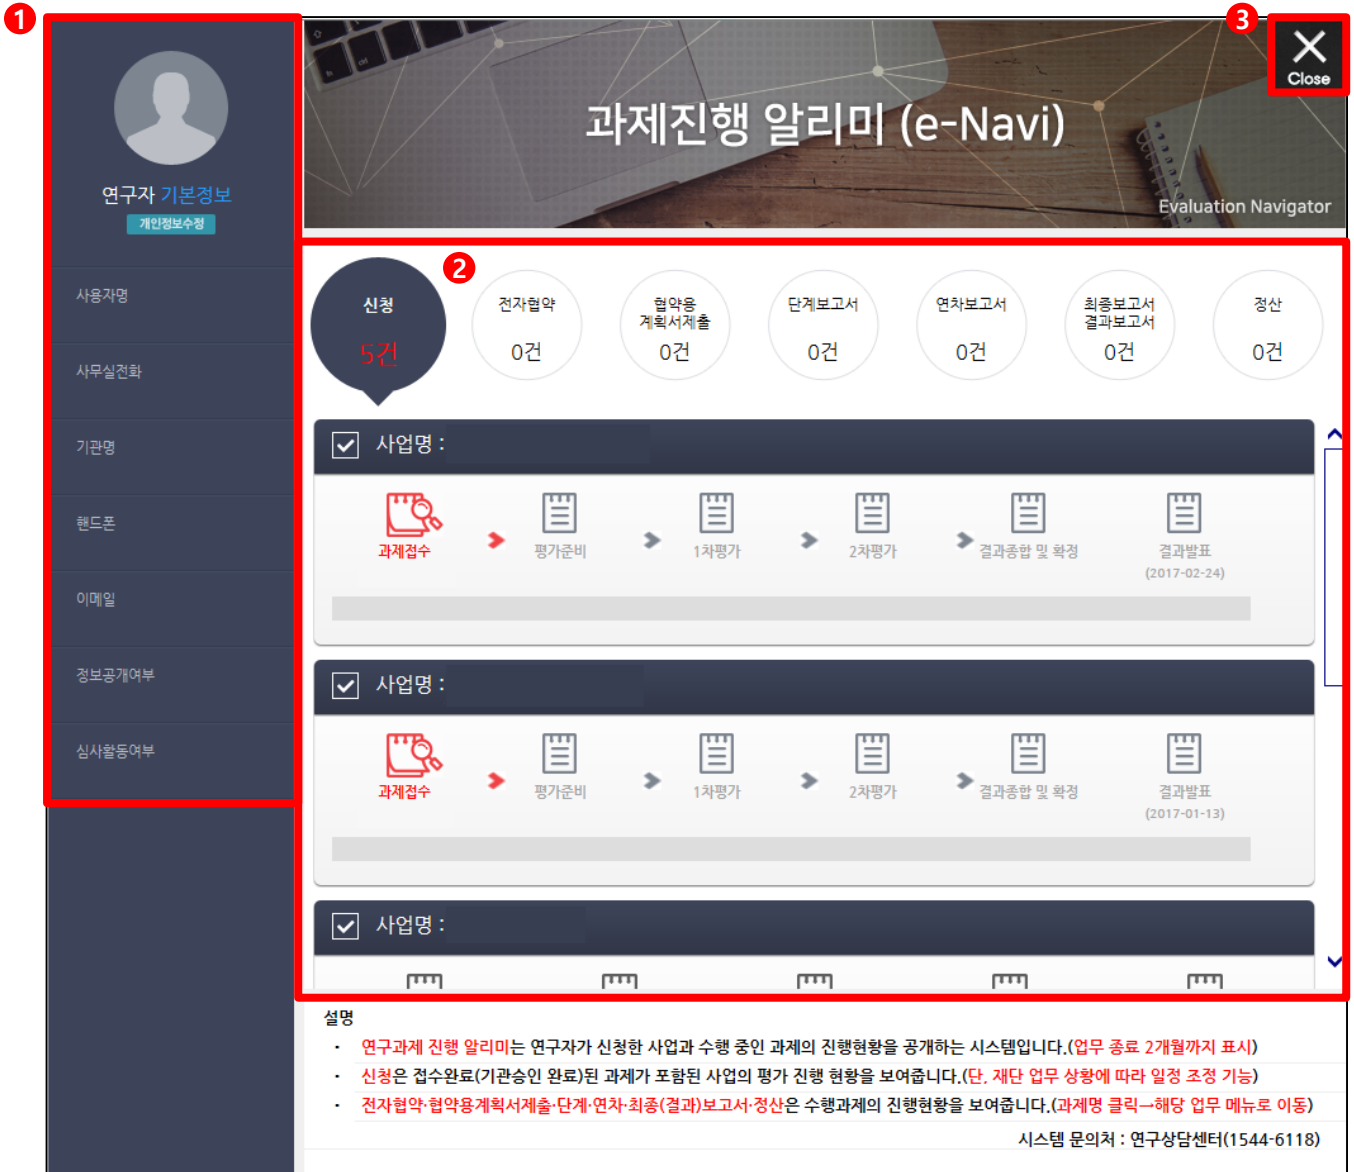 1
연구자 기본정보
개인정보수정
사용자명
사무실전화
기관명
핸드폰
이메일
정보공개여부
심사활동여부
과제진행 알리미 (e-Navi)
Evaluation Navigator
3
Close
2
신청
5건
전자협약
0건
협약용
계획서제출
0건
단계보고서
0건
연차보고서
0건
최종보고서
결과보고서
0건
정산
0건
사업명 :
과제접수
평가준비
1차평가
2차평가
결과종합 및 확정
결과발표
(2017-02-24)
사업명 :
과제접수
평가준비
1차평가
2차평가
결과종합 및 확정
결과발표
(2017-01-13)
사업명 :
설명
· 연구과제 진행 알리미는 연구자가 신청한 사업과 수행 중인 과제의 진행현황을 공개하는 시스템입니다.(업무 종료 2개월까지 표시)
· 신청은 접수완료(기관승인 완료)된 과제가 포함된 사업의 평가 진행 현황을 보여줍니다.(단, 재단 업무 상황에 따라 일정 조정 기능)
· 전자협약·협약용계획서제출·단계·연차·최종(결과)보고서·정산은 수행과제의 진행현황을 보여줍니다.(과제명 클릭→해당 업무 메뉴로 이동)
시스템 문의처 : 연구상담센터(1544-6118)